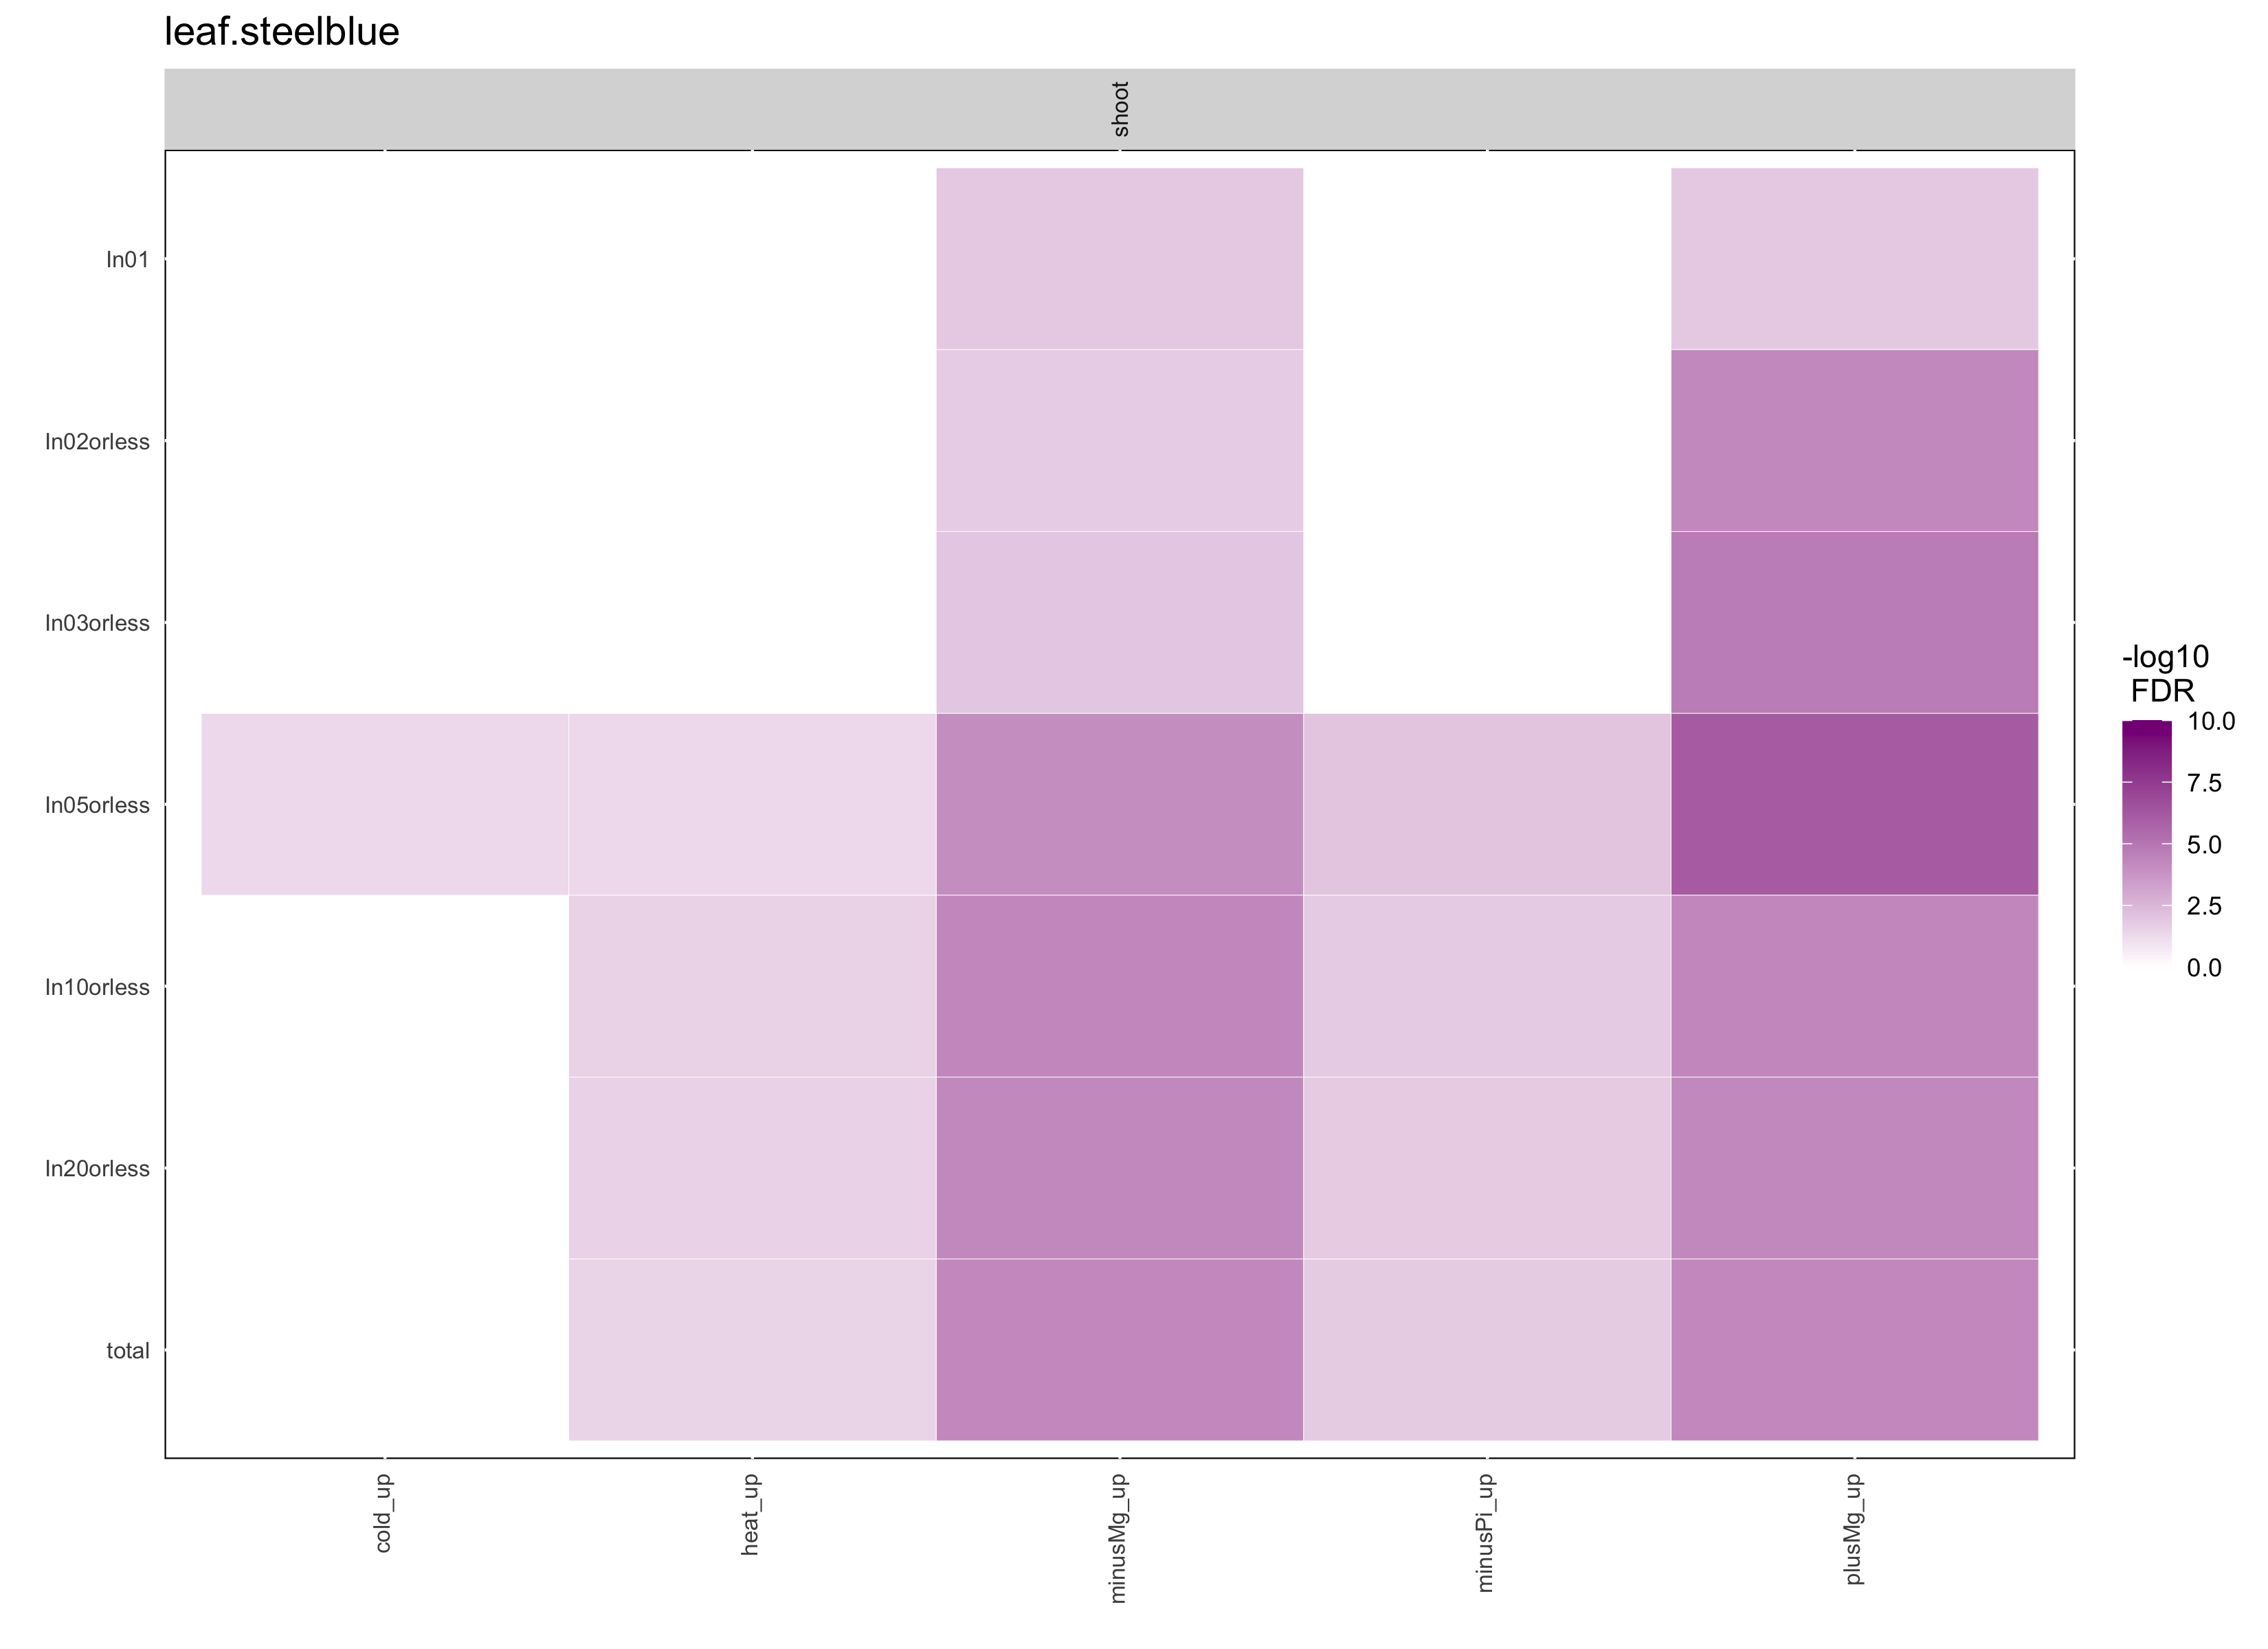 leaf.steelblue
shoot
In01
In02orless
In03orless
In05orless
In10orless
In20orless
total
cold_up
heat_up
minusMg_up
minusPi_up
plusMg_up
-log10
FDR
10.0
7.5
5.0
2.5
0.0